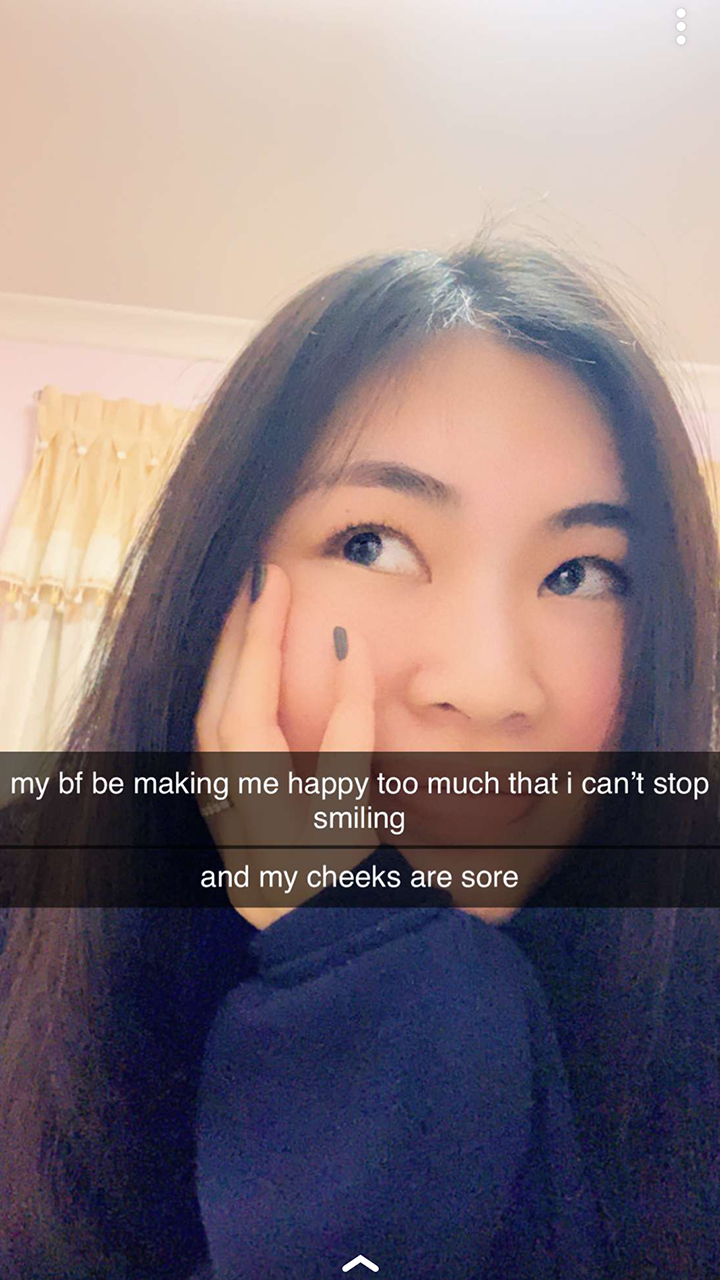 my bf be making me happy too much that i can’t stop
smiling
and my cheeks are sore